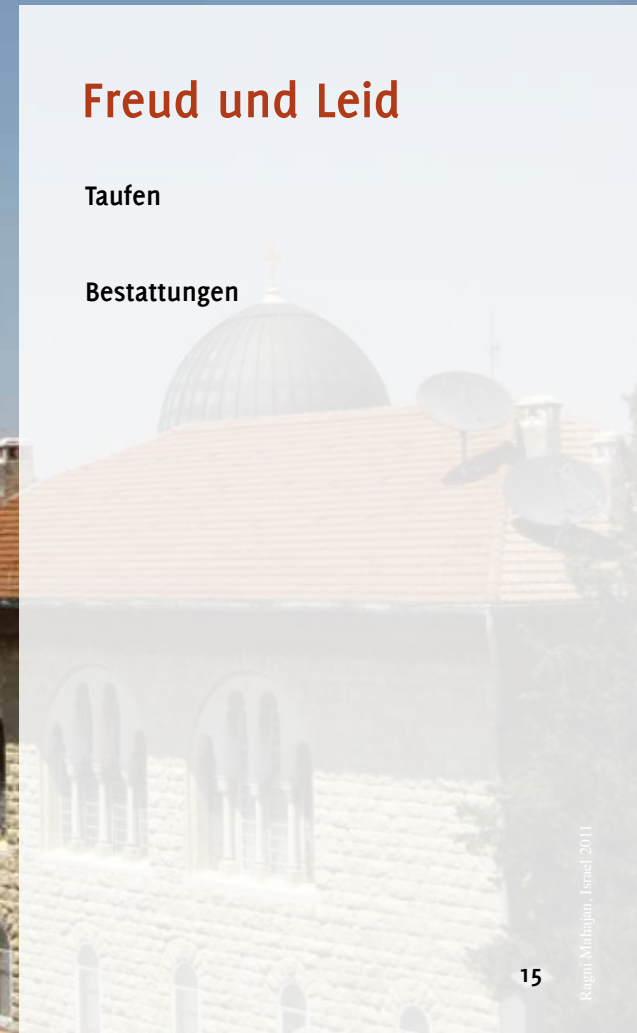 Freud und Leid
Taufen
Bestattungen
Ragni Mahajan, Israel 2011
15